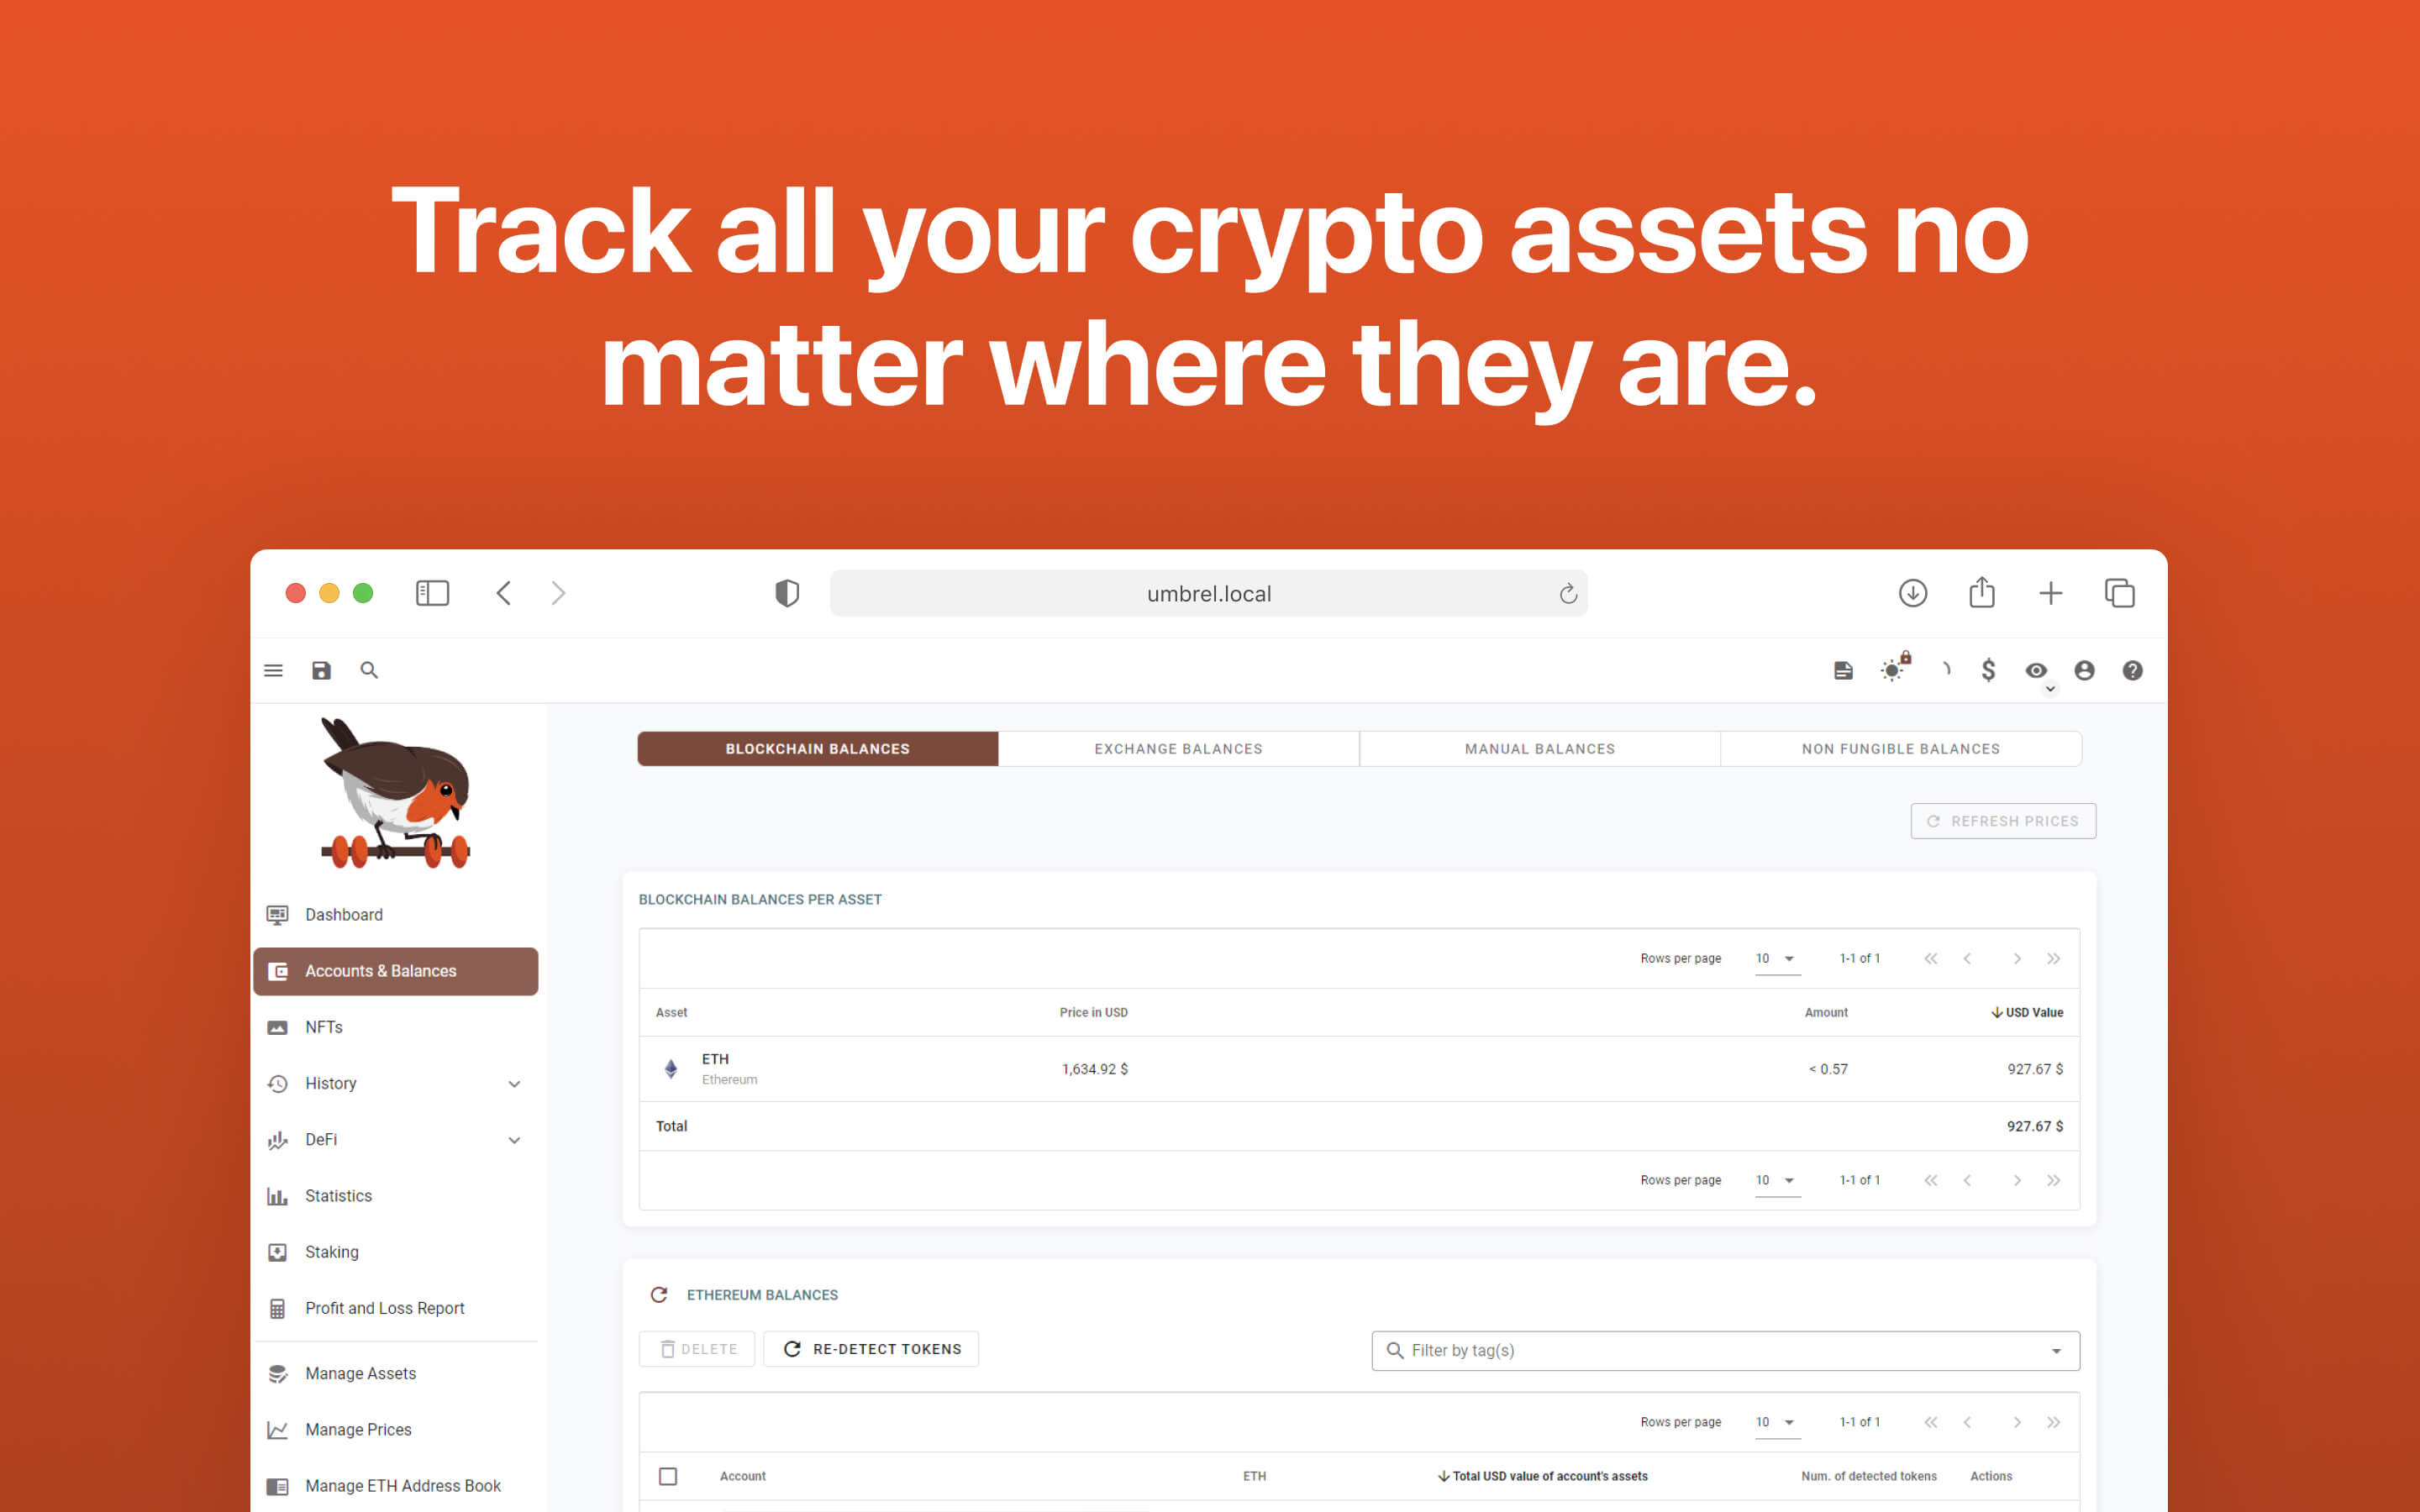 Track all your crypto assets no
matter where they are.
umbrel.local
BLOCKCHAIN BALANCES
EXCHANGE BALANCES
MANUAL BALANCES
NON FUNGIBLE BALANCES
REFRESH PRICES
Dashboard
Accounts & Balances
NFTs
History
DeFi
Statistics
Staking
Profit and Loss Report
Manage Assets
Manage Prices
Manage ETH Address Book
BLOCKCHAIN BALANCES PER ASSET
Rows per page 10 1-1 of 1
Asset Price in USD Amount USD Value
ETH
Ethereum
1,634.92 $ < 0.57 927.67 $
Total 927.67 $
Rows per page 10 1-1 of 1
ETHEREUM BALANCES
DELETE RE-DETECT TOKENS Filter by tag(s)
Rows per page 10 1-1 of 1
Account ETH Total USD value of account's assets Num. of detected tokens Actions